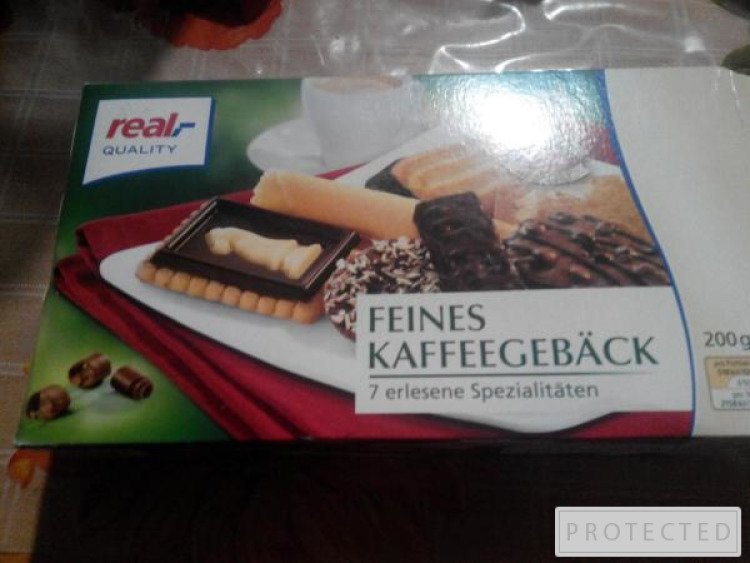 real,-
QUALITY
FEINES
KAFFEEGEBÄCK
7 erlesene Spezialitäten
200g
PROTECTED